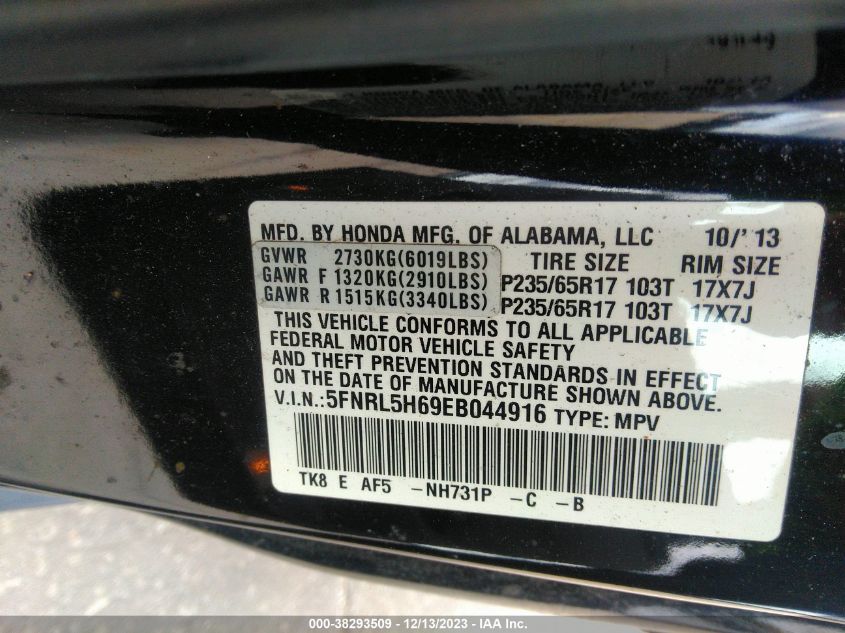 MFD. BY HONDA MFG. OF ALABAMA, LLC 10/'13
GVWR 2730KG(6019LBS) TIRE SIZE RIM SIZE
GAWR F 1320KG(2910LBS) P235/65R17 103T 17X7J
GAWR R 1515KG(3340LBS) P235/65R17 103T 17X7J
THIS VEHICLE CONFORMS TO ALL APPLICABLE
FEDERAL MOTOR VEHICLE SAFETY
AND THEFT PREVENTION STANDARDS IN EFFECT
ON THE DATE OF MANUFACTURE SHOWN ABOVE.
V.I.N.:5FNRL5H69EB044916 TYPE: MPV
TK8 E AF5 -NH731P -C -B
000-38293509 - 12/13/2023 - IAA Inc.